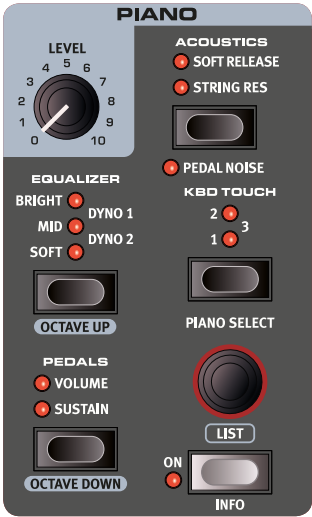 PIANO
LEVEL
4 5 6
3 7
2 8
1 9
0 10
ACOUSTICS
SOFT RELEASE
STRING RES
PEDAL NOISE
EQUALIZER
BRIGHT
DYNO 1
MID
DYNO 2
SOFT
OCTAVE UP
KBD TOUCH
2
3
1
PIANO SELECT
LIST
PEDALS
VOLUME
SUSTAIN
OCTAVE DOWN
ON
INFO